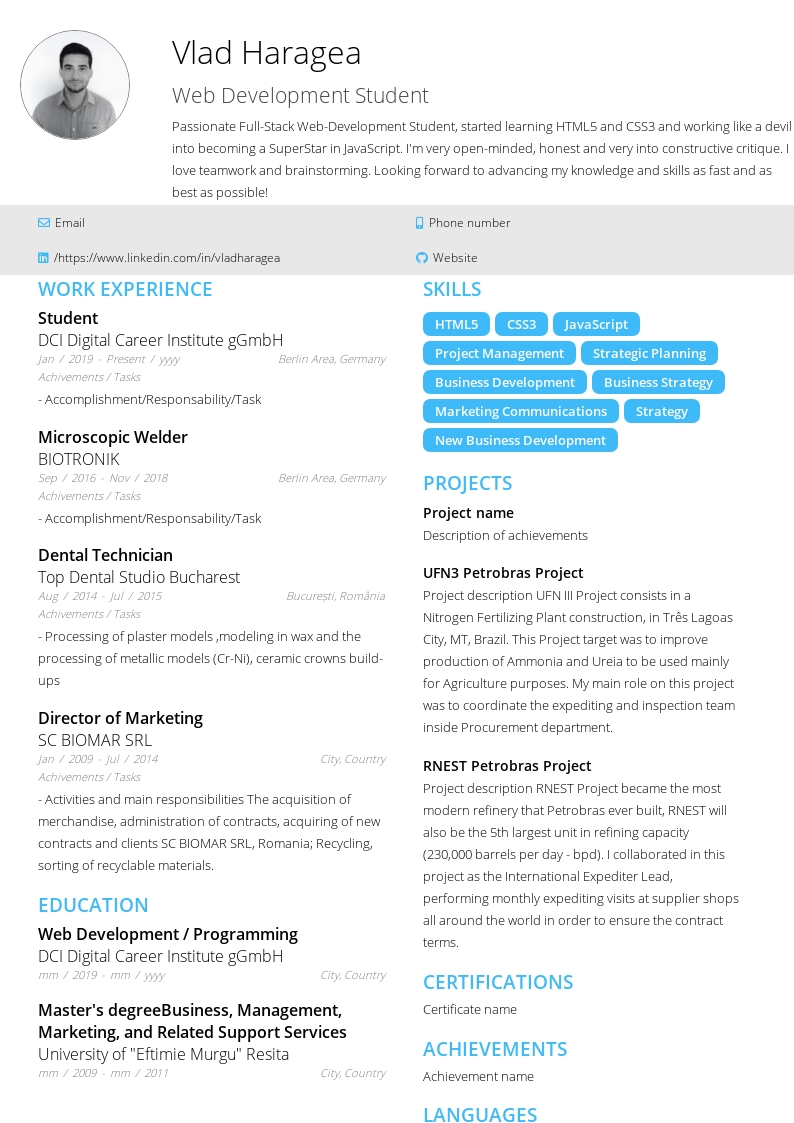 Vlad Haragea
Web Development Student
Passionate Full-Stack Web-Development Student, started learning HTML5 and CSS3 and working like a devil
into becoming a SuperStar in JavaScript. I'm very open-minded, honest and very into constructive critique. I
love teamwork and brainstorming. Looking forward to advancing my knowledge and skills as fast and as
best as possible!
Email
Phone number
/https://www.linkedin.com/in/vladharagea
Website
WORK EXPERIENCE
Student
DCI Digital Career Institute gGmbH
Jan / 2019 - Present / yyyy
Berlin Area, Germany
Achivements / Tasks
- Accomplishment/Responsability/Task
Microscopic Welder
BIOTRONIK
Sep / 2016 - Nov / 2018
Berlin Area, Germany
Achivements / Tasks
- Accomplishment/Responsability/Task
Dental Technician
Top Dental Studio Bucharest
Aug / 2014 - Jul / 2015
București, România
Achivements / Tasks
- Processing of plaster models ,modeling in wax and the
processing of metallic models (Cr-Ni), ceramic crowns build-
ups
Director of Marketing
SC BIOMAR SRL
Jan / 2009 - Jul / 2014
City, Country
Achivements / Tasks
- Activities and main responsibilities The acquisition of
merchandise, administration of contracts, acquiring of new
contracts and clients SC BIOMAR SRL, Romania; Recycling,
sorting of recyclable materials.
EDUCATION
Web Development / Programming
DCI Digital Career Institute gGmbH
mm / 2019 - mm / yyyy
City, Country
Master's degreeBusiness, Management,
Marketing, and Related Support Services
University of "Eftimie Murgu" Resita
mm / 2009 - mm / 2011
City, Country
SKILLS
HTML5 CSS3 JavaScript
Project Management Strategic Planning
Business Development Business Strategy
Marketing Communications Strategy
New Business Development
PROJECTS
Project name
Description of achievements
UFN3 Petrobras Project
Project description UFN III Project consists in a
Nitrogen Fertilizing Plant construction, in Três Lagoas
City, MT, Brazil. This Project target was to improve
production of Ammonia and Ureia to be used mainly
for Agriculture purposes. My main role on this project
was to coordinate the expediting and inspection team
inside Procurement department.
RNEST Petrobras Project
Project description RNEST Project became the most
modern refinery that Petrobras ever built, RNEST will
also be the 5th largest unit in refining capacity
(230,000 barrels per day - bpd). I collaborated in this
project as the International Expediter Lead,
performing monthly expediting visits at supplier shops
all around the world in order to ensure the contract
terms.
CERTIFICATIONS
Certificate name
ACHIEVEMENTS
Achievement name
LANGUAGES